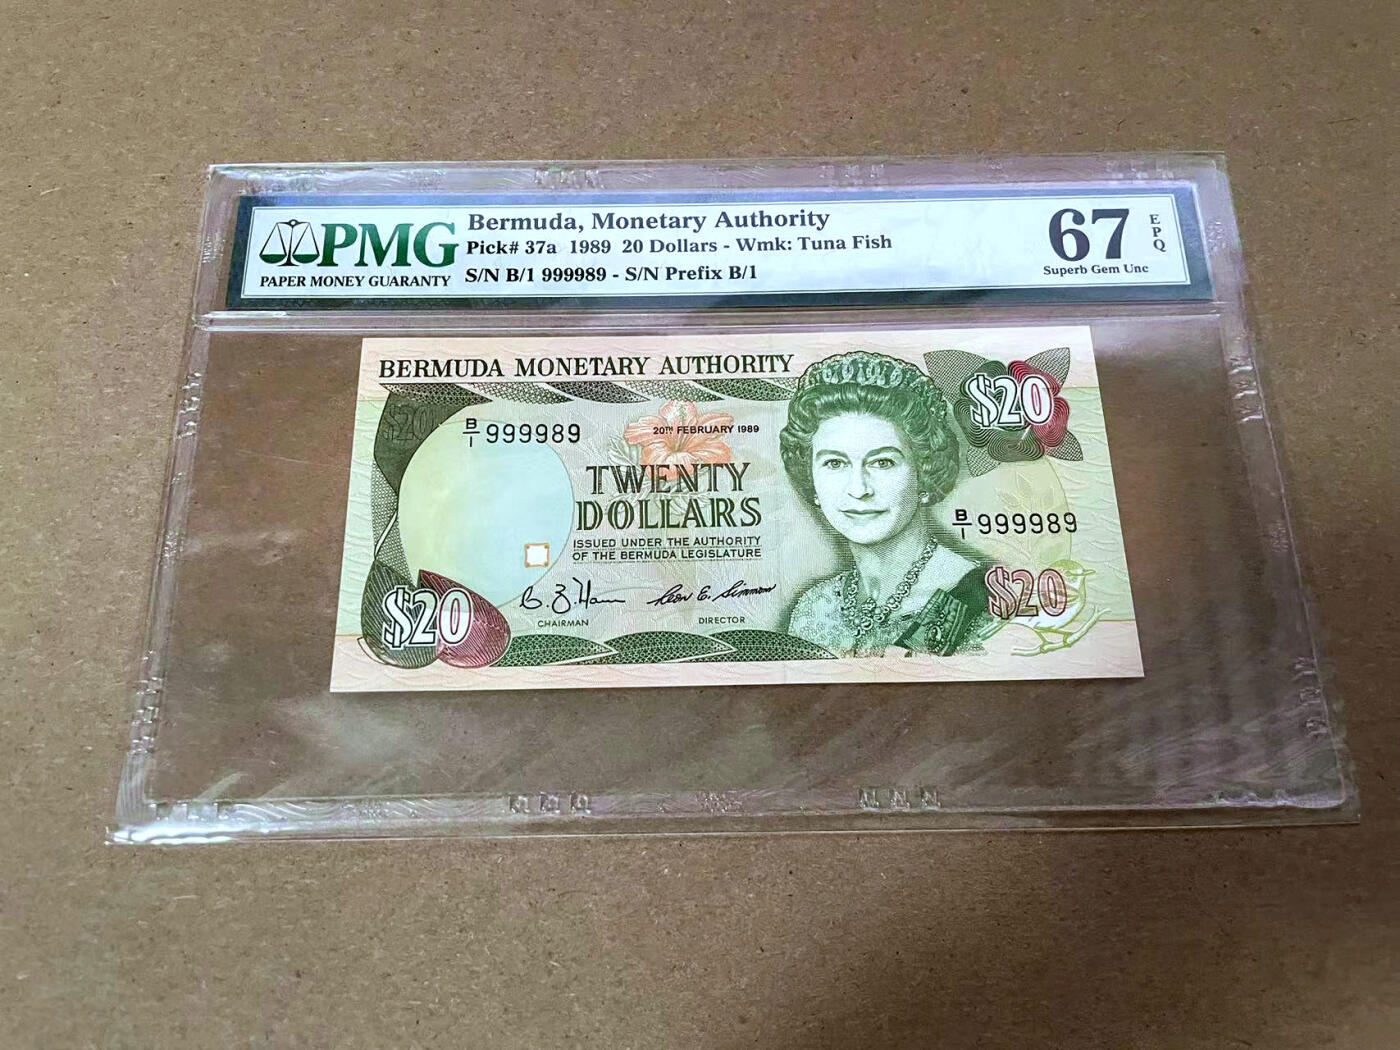 PMG
PAPER MONEY GUARANTY
Bermuda, Monetary Authority
Pick# 37a 1989 20 Dollars - Wmk: Tuna Fish
S/N B/1 999989 - S/N Prefix B/1
67
EPQ
Superb Gem Unc
BERMUDA MONETARY AUTHORITY
$20
$20
B/1 999989
20TH FEBRUARY 1989
TWENTY
DOLLARS
B/1 999989
ISSUED UNDER THE AUTHORITY
OF THE BERMUDA LEGISLATURE
$20
$20
CHAIRMAN
DIRECTOR